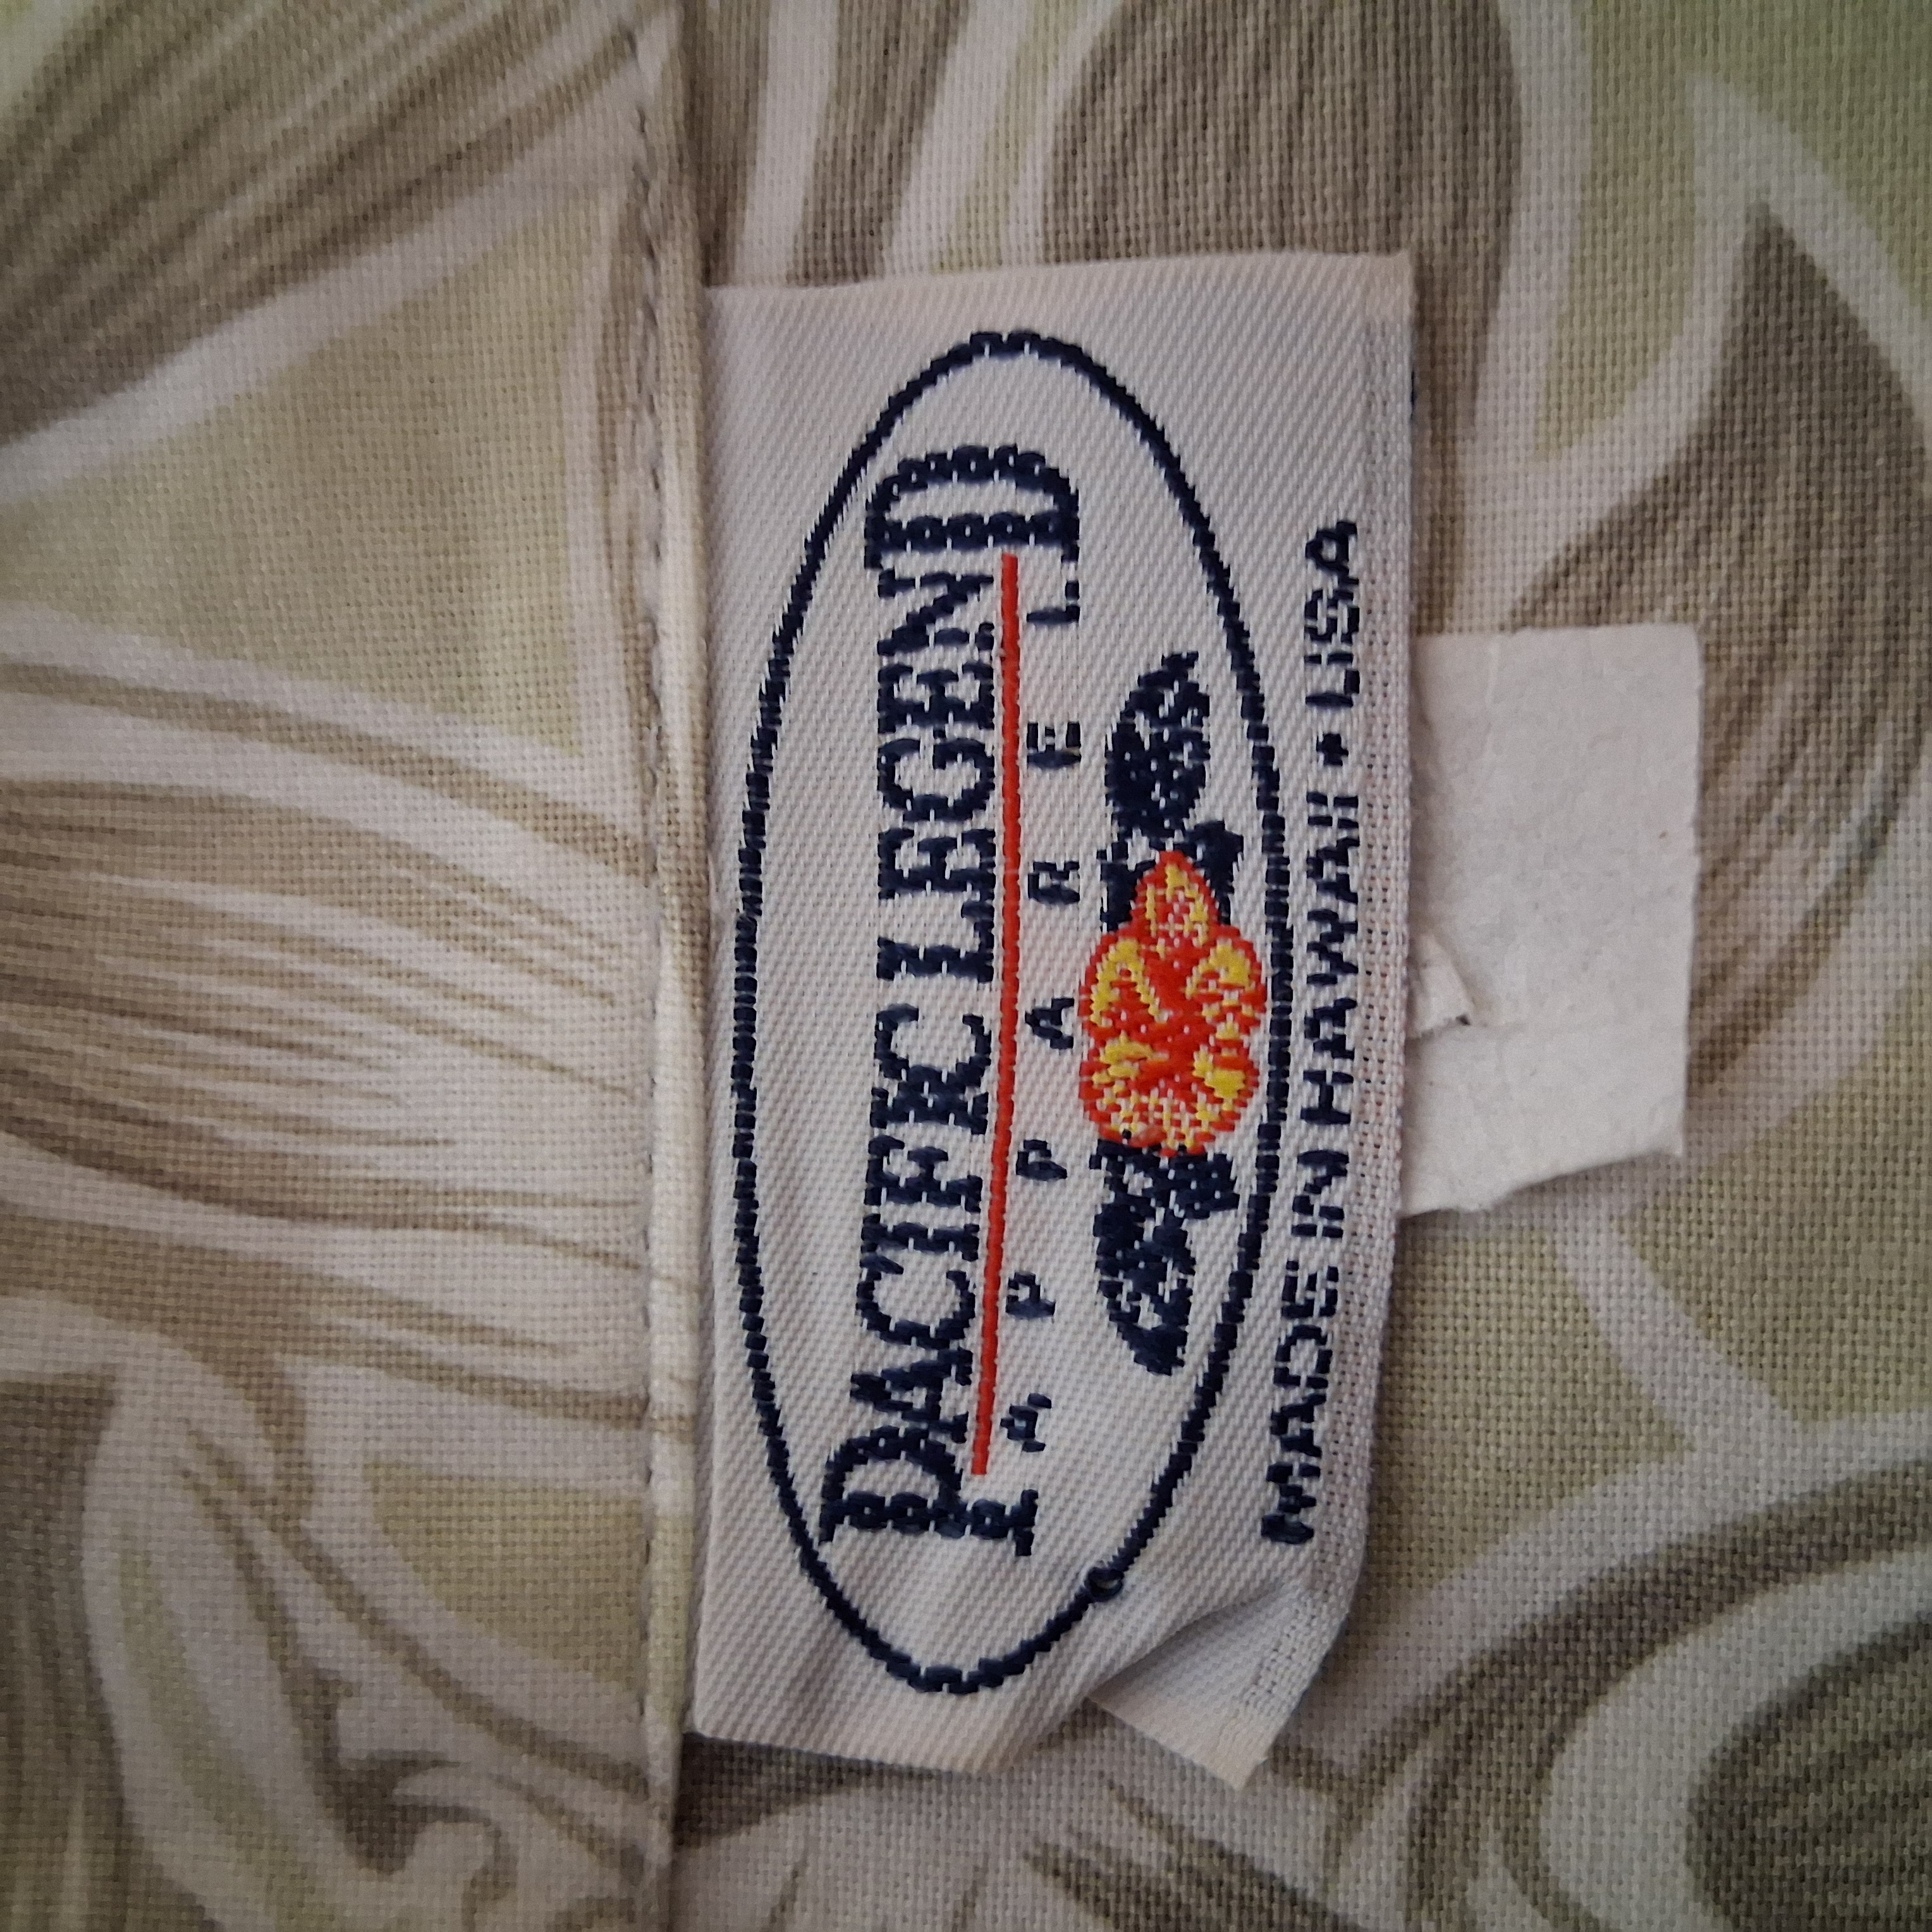 PACIFIC LEGEND
APPAREL
MADE IN HAWAII • USA